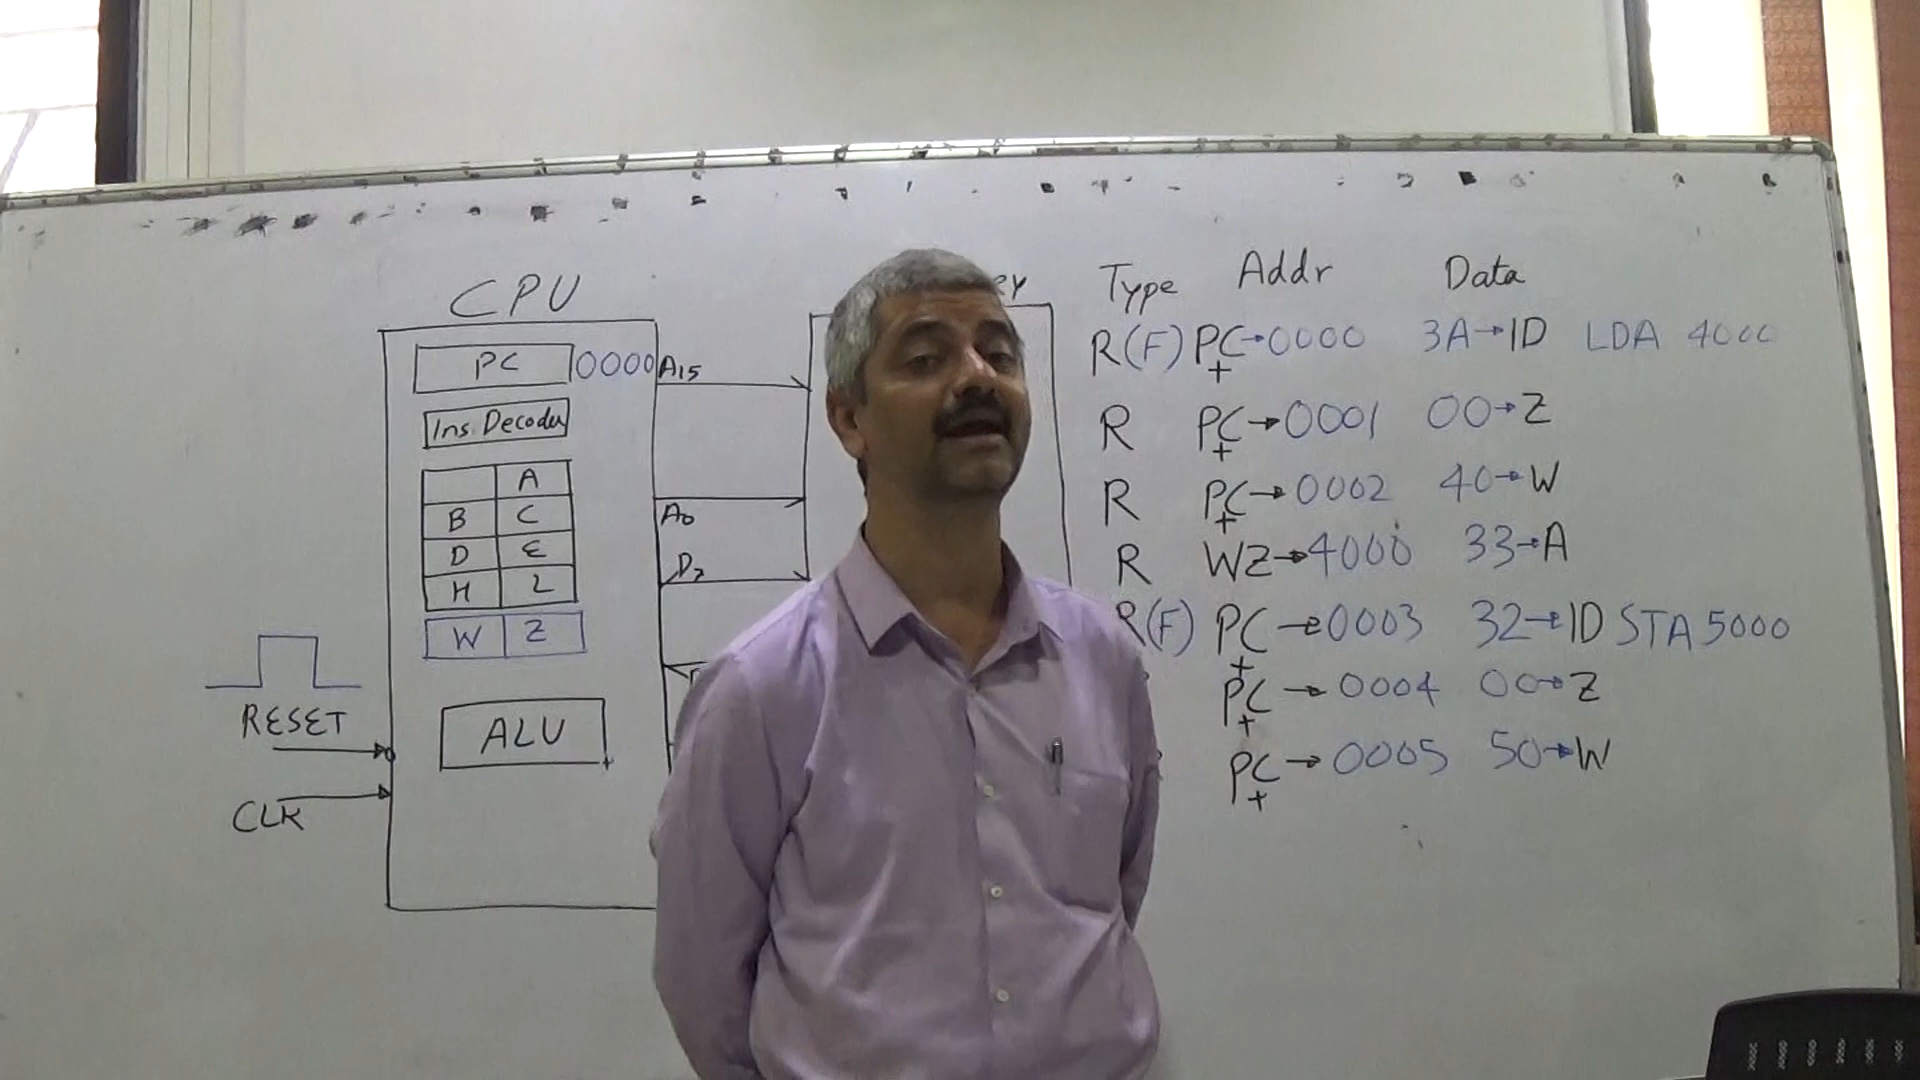 CPU
PC 0000
Ins. Decoder
A
B C
D E
H L
W Z
ALU
RESET
CLK
A15
A0
D7
RY
Type Addr Data
R(F) PC→0000 3A→ID LDA 4000
+
R PC→0001 00→Z
+
R PC→0002 40→W
+
R WZ→4000 33→A
R(F) PC→0003 32→ID STA 5000
+
PC→0004 00→Z
+
PC→0005 50→W
+